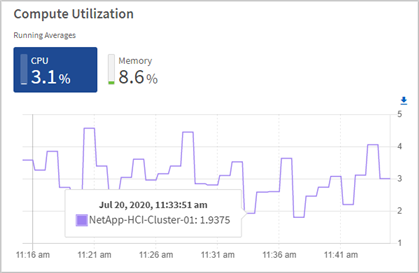 Compute Utilization
Running Averages
CPU
3.1%
Memory
8.6%
5
4
3
2
1
Jul 20, 2020, 11:33:51 am
NetApp-HCI-Cluster-01: 1.9375
11:16 am 11:21 am 11:26 am 11:31 am 11:36 am 11:41 am